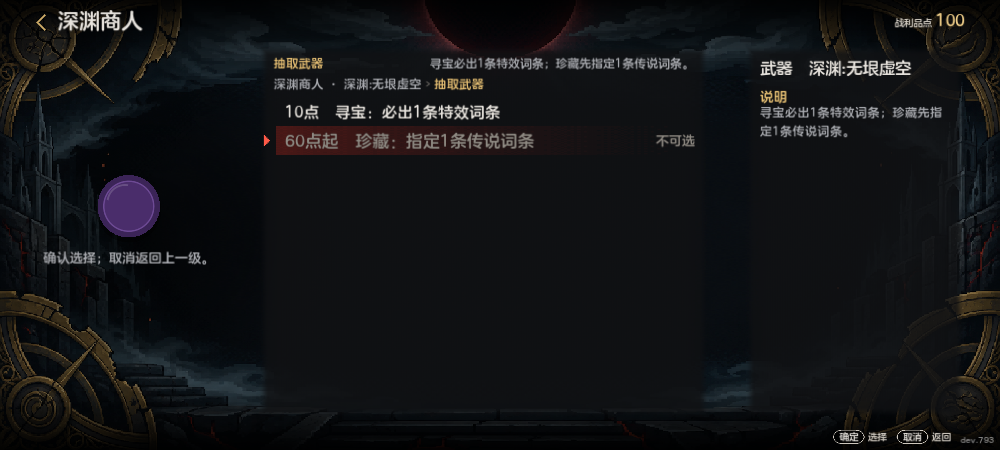 深渊商人
战利品点 100
抽取武器 寻宝必出1条特效词条；珍藏先指定1条传说词条。
深渊商人 · 深渊:无垠虚空 > 抽取武器
10点 寻宝：必出1条特效词条
60点起 珍藏：指定1条传说词条 不可选
武器 深渊:无垠虚空
说明
寻宝必出1条特效词条；珍藏先指
定1条传说词条。
确认选择；取消返回上一级。
确定 选择 取消 返回 dev.793